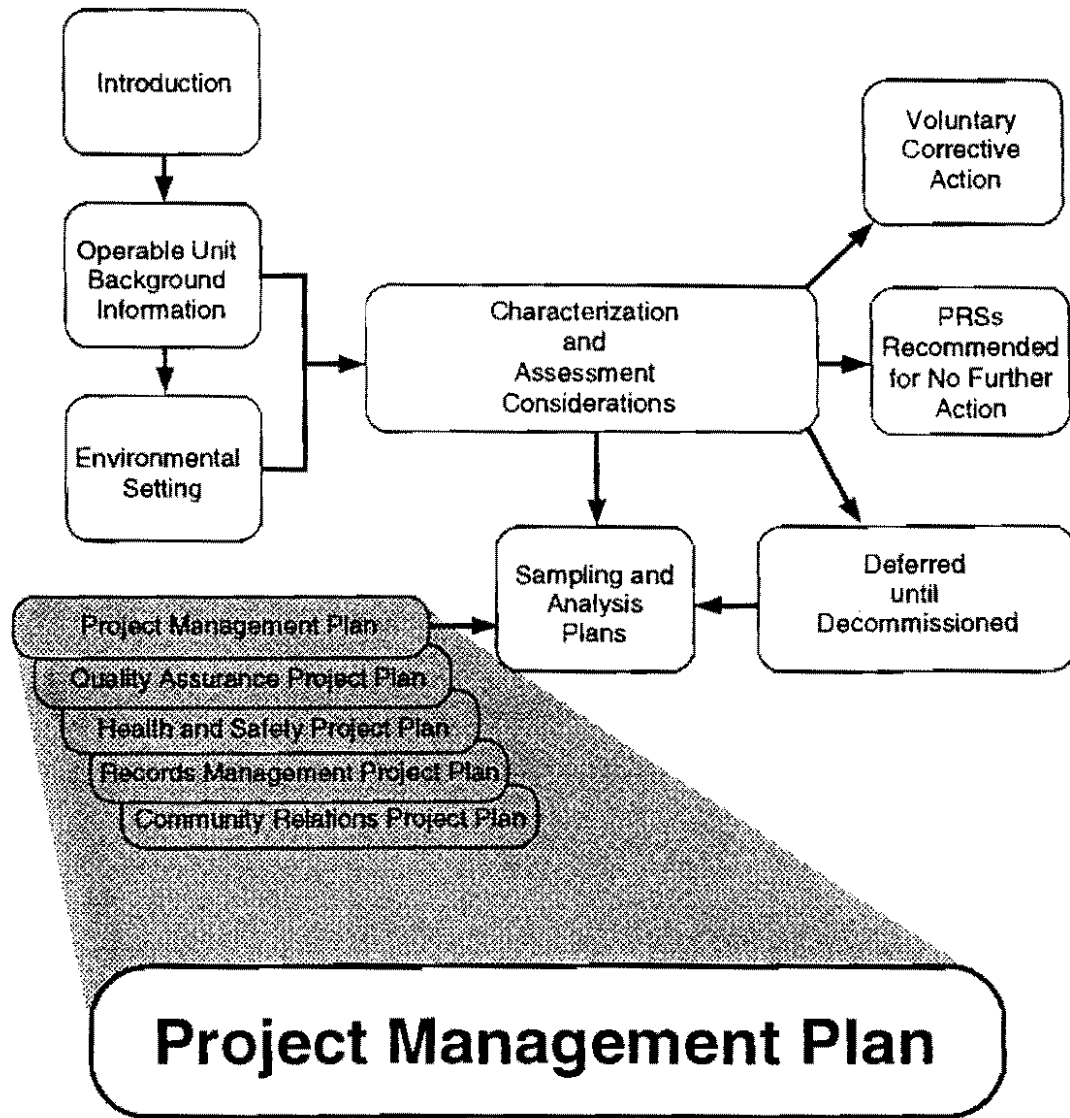 Introduction
Voluntary
Corrective
Action
Operable Unit
Background
Information
Characterization
and
Assessment
Considerations
PRSs
Recommended
for No Further
Action
Environmental
Setting
Sampling and
Analysis
Plans
Deferred
until
Decommissioned
Project Management Plan
Quality Assurance Project Plan
Health and Safety Project Plan
Records Management Project Plan
Community Relations Project Plan
Project Management Plan